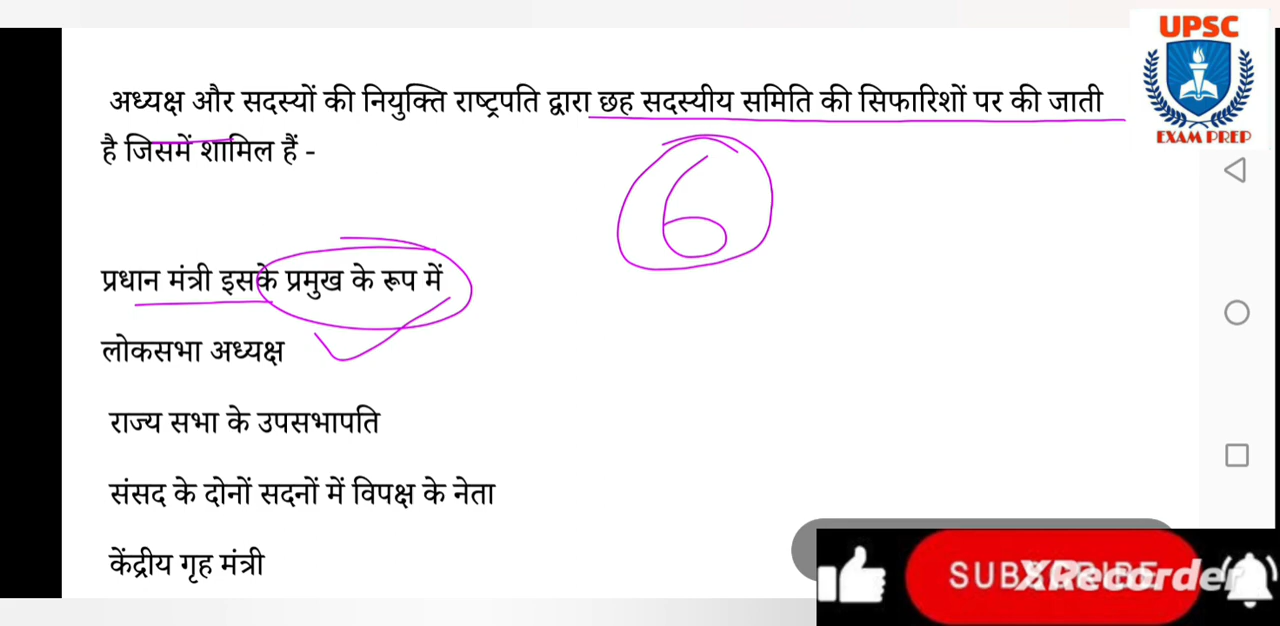 UPSC
EXAM PREP
अध्यक्ष और सदस्यों की नियुक्ति राष्ट्रपति द्वारा छह सदस्यीय समिति की सिफारिशों पर की जाती
है जिसमें शामिल हैं -
6
प्रधान मंत्री इसके प्रमुख के रूप में
लोकसभा अध्यक्ष
राज्य सभा के उपसभापति
संसद के दोनों सदनों में विपक्ष के नेता
केंद्रीय गृह मंत्री
SUBSCRIBE
XRecorder